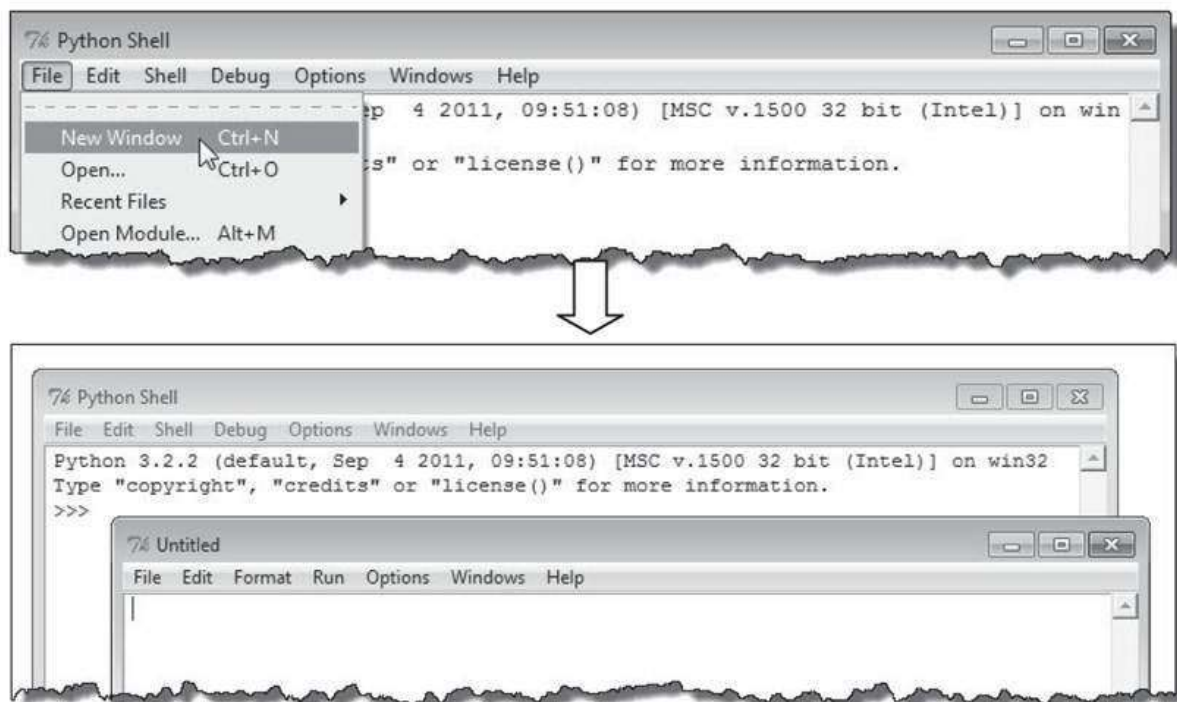 Python Shell
File Edit Shell Debug Options Windows Help
ep 4 2011, 09:51:08) [MSC v.1500 32 bit (Intel)] on win
New Window Ctrl+N
Open... Ctrl+O
s" or "license()" for more information.
Recent Files
Open Module... Alt+M
Python Shell
File Edit Shell Debug Options Windows Help
Python 3.2.2 (default, Sep 4 2011, 09:51:08) [MSC v.1500 32 bit (Intel)] on win32
Type "copyright", "credits" or "license()" for more information.
>>>
Untitled
File Edit Format Run Options Windows Help